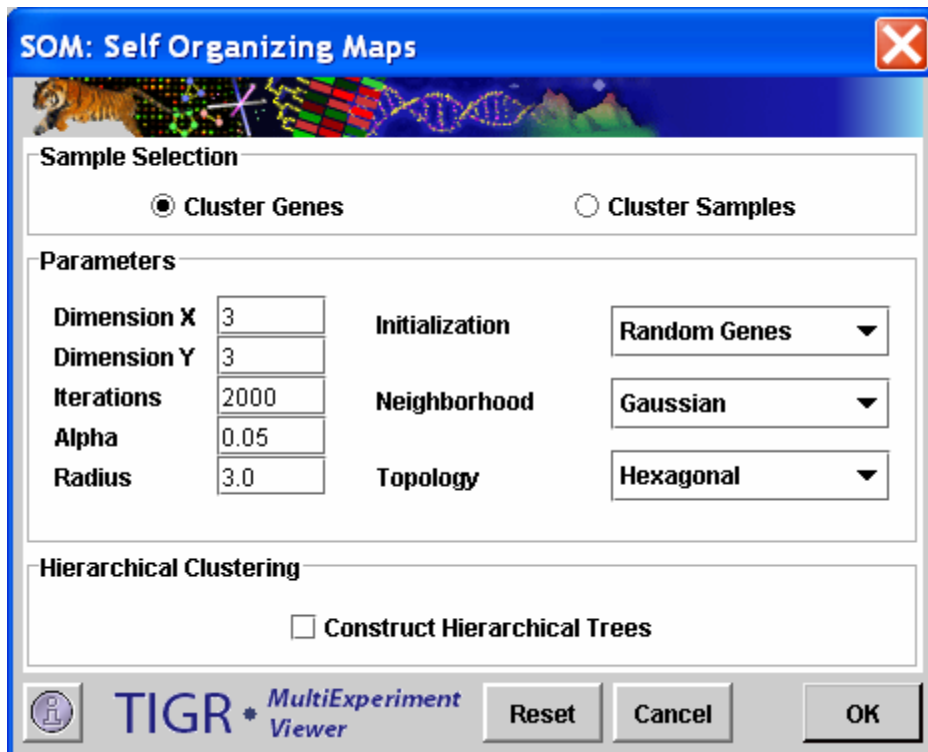 SOM: Self Organizing Maps
Sample Selection
Cluster Genes Cluster Samples
Parameters
Dimension X 3
Dimension Y 3
Iterations 2000
Alpha 0.05
Radius 3.0
Initialization Random Genes
Neighborhood Gaussian
Topology Hexagonal
Hierarchical Clustering
Construct Hierarchical Trees
TIGR • MultiExperiment
Viewer
Reset Cancel OK